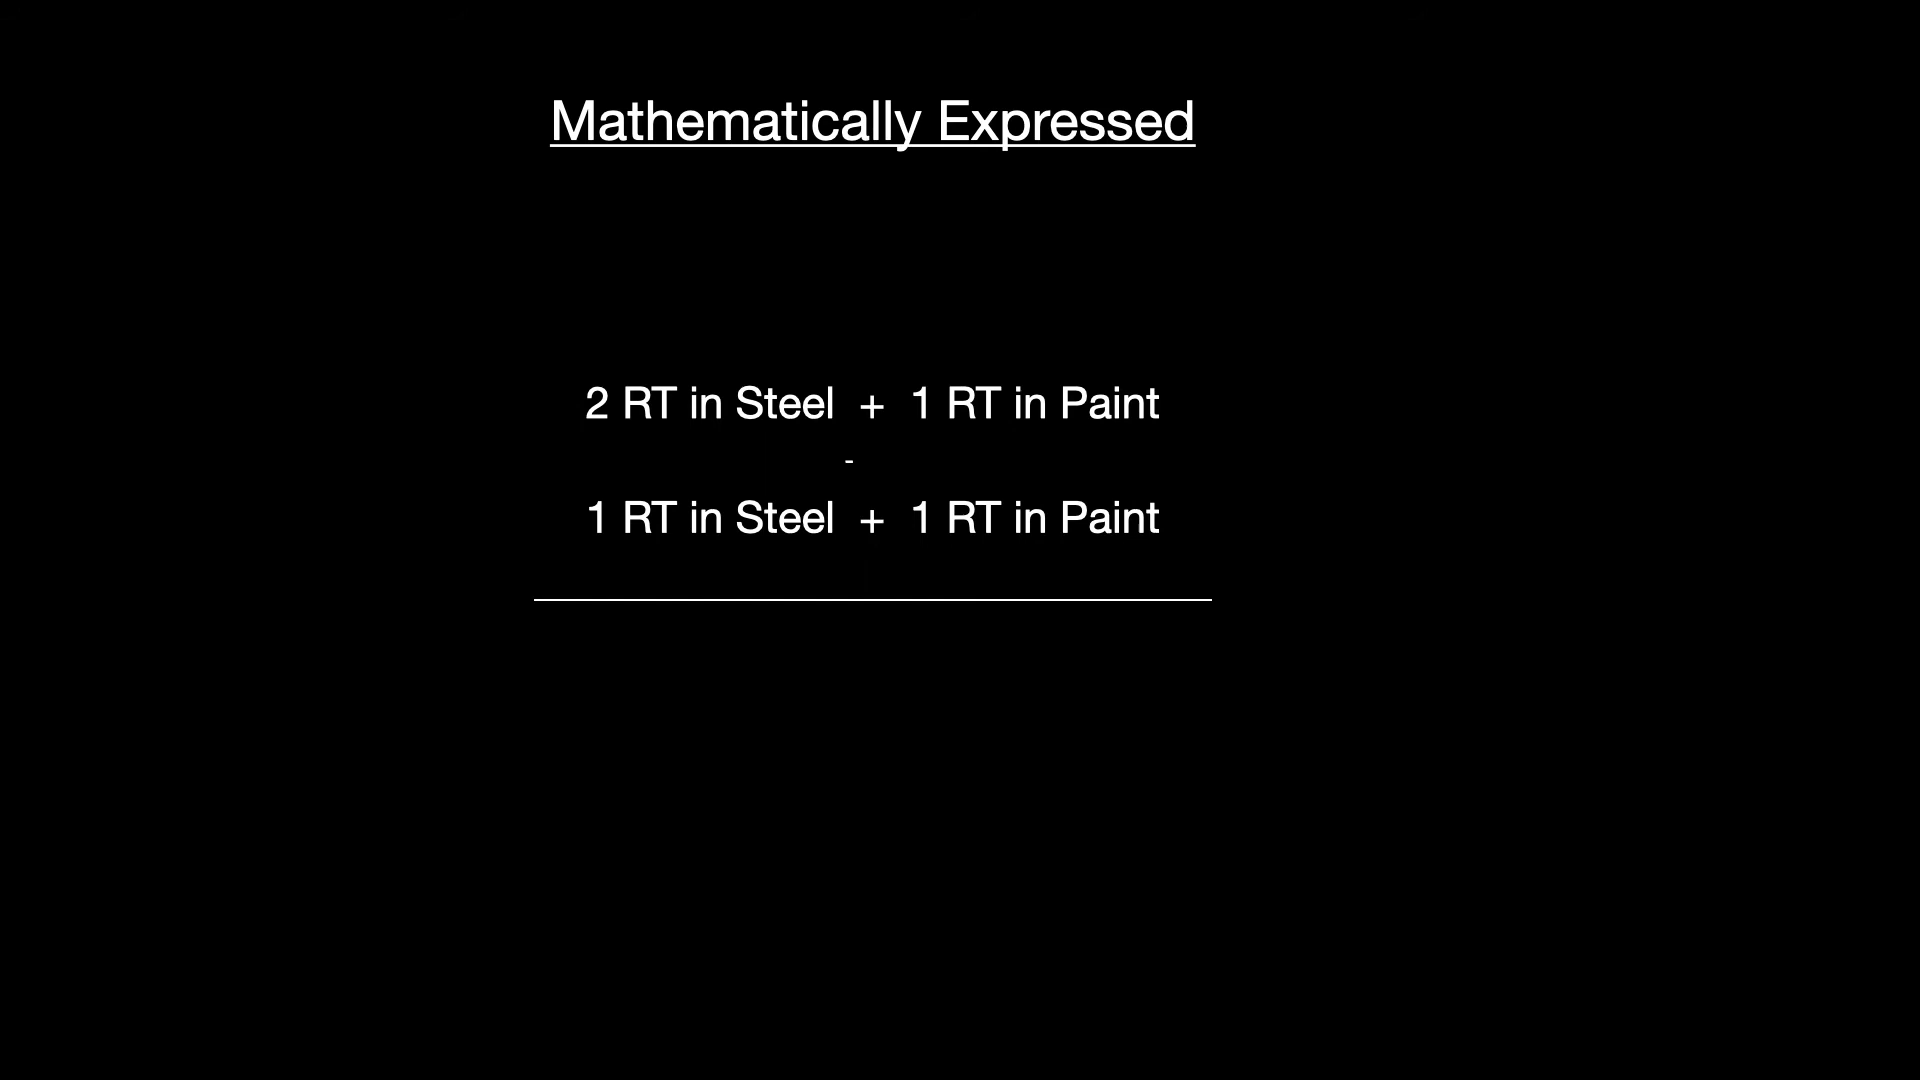 Mathematically Expressed
2 RT in Steel + 1 RT in Paint
-
1 RT in Steel + 1 RT in Paint